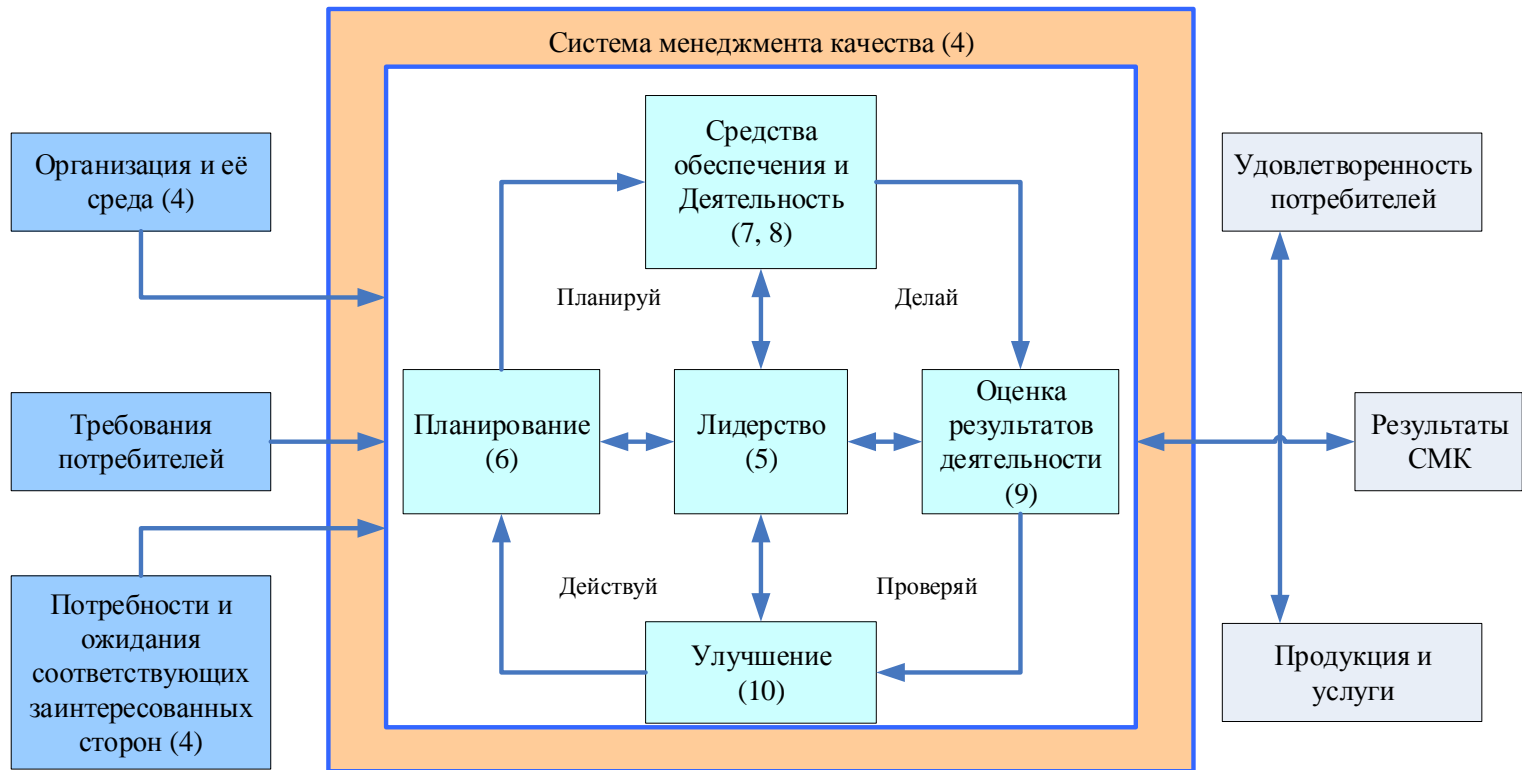 Система менеджмента качества (4)
Организация и её
среда (4)
Требования
потребителей
Потребности и
ожидания
соответствующих
заинтересованных
сторон (4)
Средства
обеспечения и
Деятельность
(7, 8)
Планируй
Делай
Планирование
(6)
Лидерство
(5)
Оценка
результатов
деятельности
(9)
Действуй
Проверяй
Улучшение
(10)
Удовлетворенность
потребителей
Результаты
СМК
Продукция и
услуги